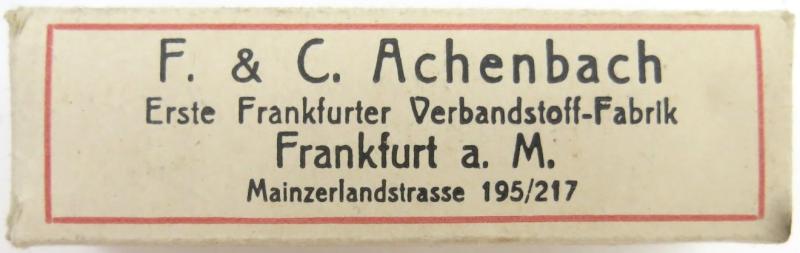 F. & C. Achenbach
Erste Frankfurter Verbandstoff-Fabrik
Frankfurt a. M.
Mainzerlandstrasse 195/217